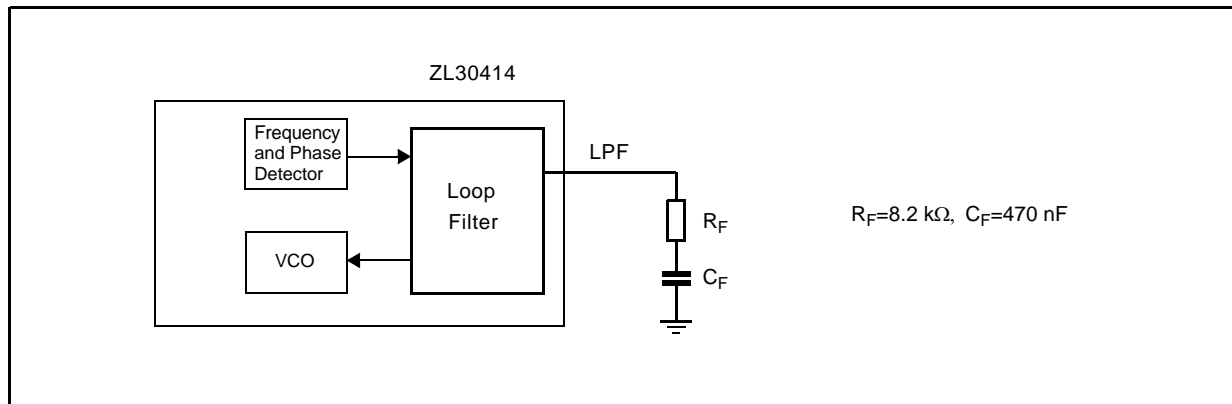 ZL30414
Frequency
and Phase
Detector
LPF
Loop
Filter
RF
RF=8.2 kΩ, CF=470 nF
VCO
CF